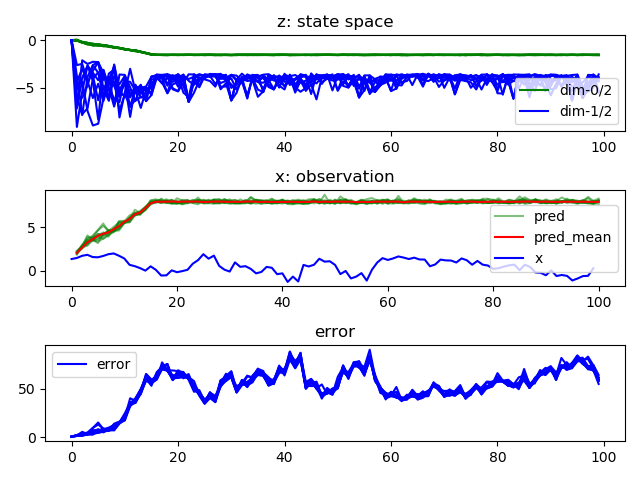 z: state space
0
−5
dim-0/2
dim-1/2
0 20 40 60 80 100
x: observation
5
0
pred
pred_mean
x
0 20 40 60 80 100
error
50
0
error
0 20 40 60 80 100